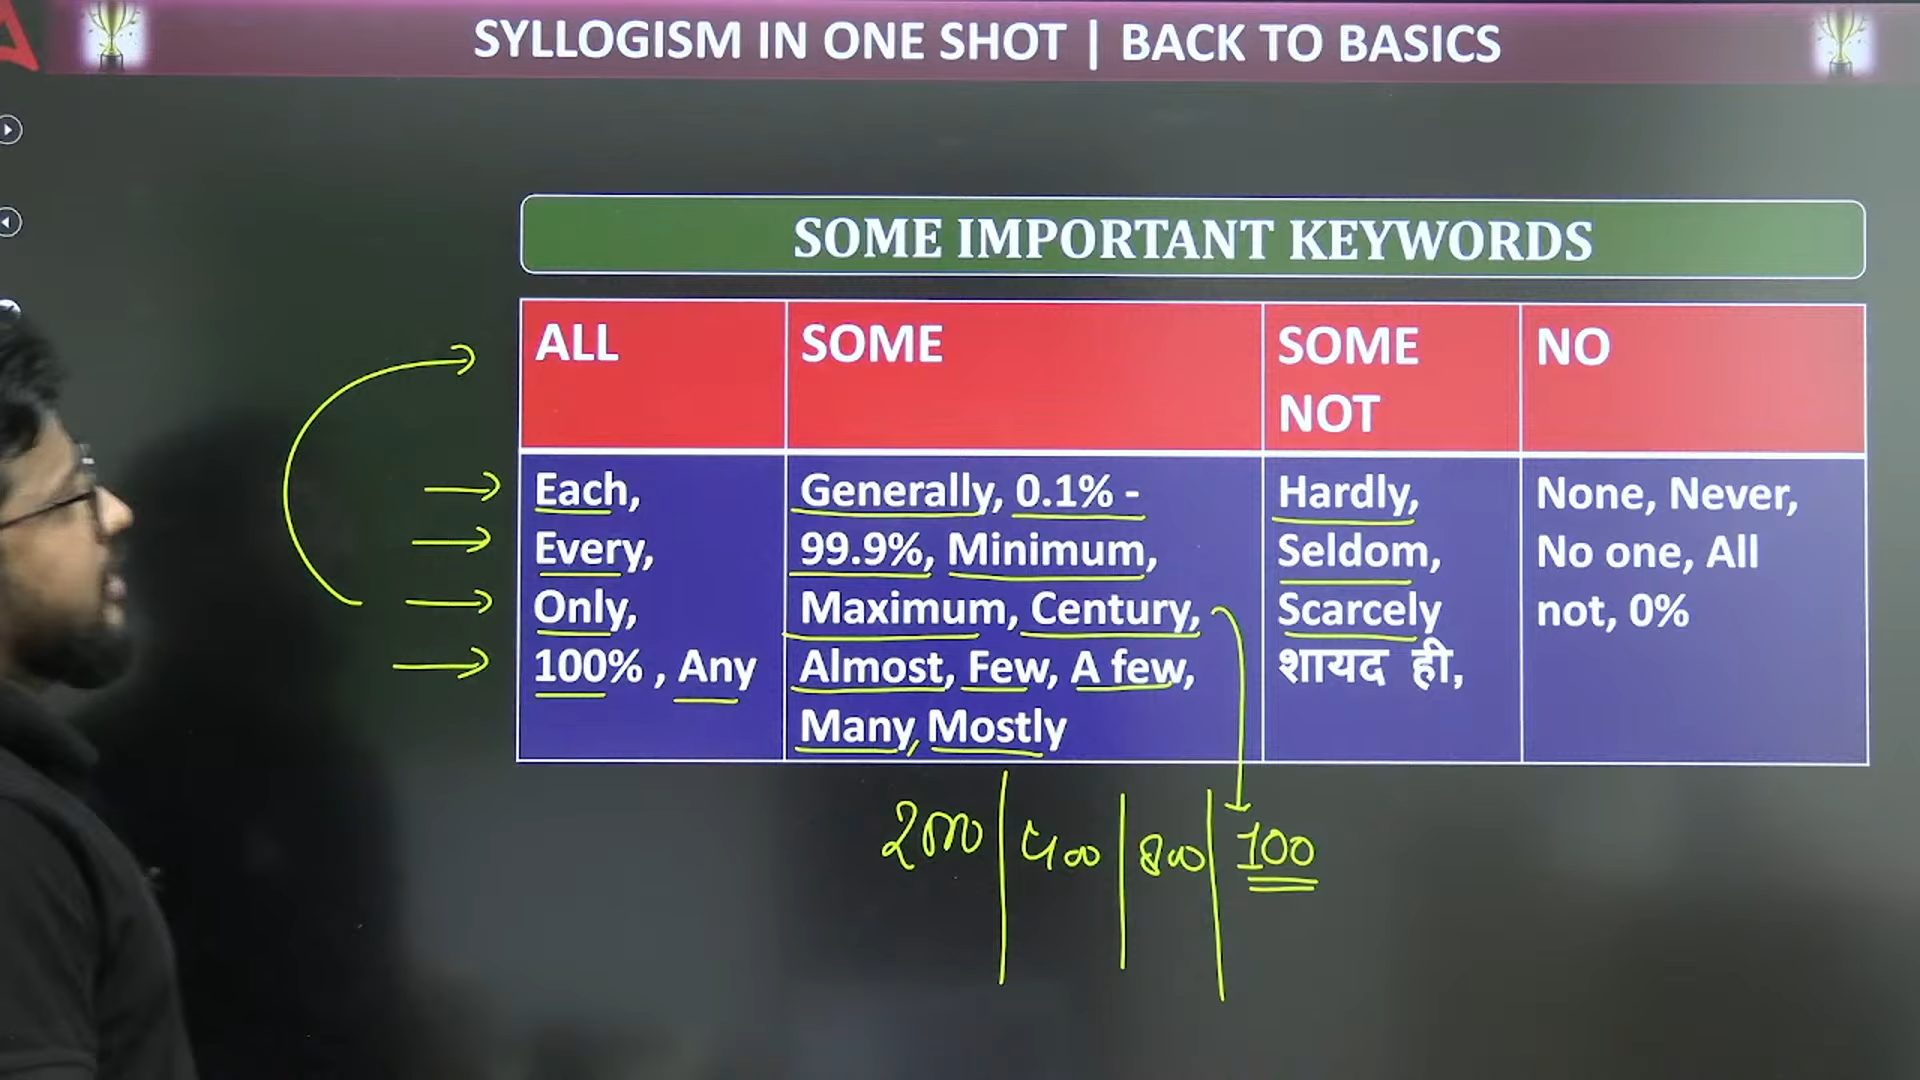 SYLLOGISM IN ONE SHOT | BACK TO BASICS
SOME IMPORTANT KEYWORDS
ALL
SOME
SOME
NOT
NO
Each,
Every,
Only,
100% , Any
Generally, 0.1% -
99.9%, Minimum,
Maximum, Century,
Almost, Few, A few,
Many, Mostly
Hardly,
Seldom,
Scarcely
शायद ही,
None, Never,
No one, All
not, 0%
400 800 100